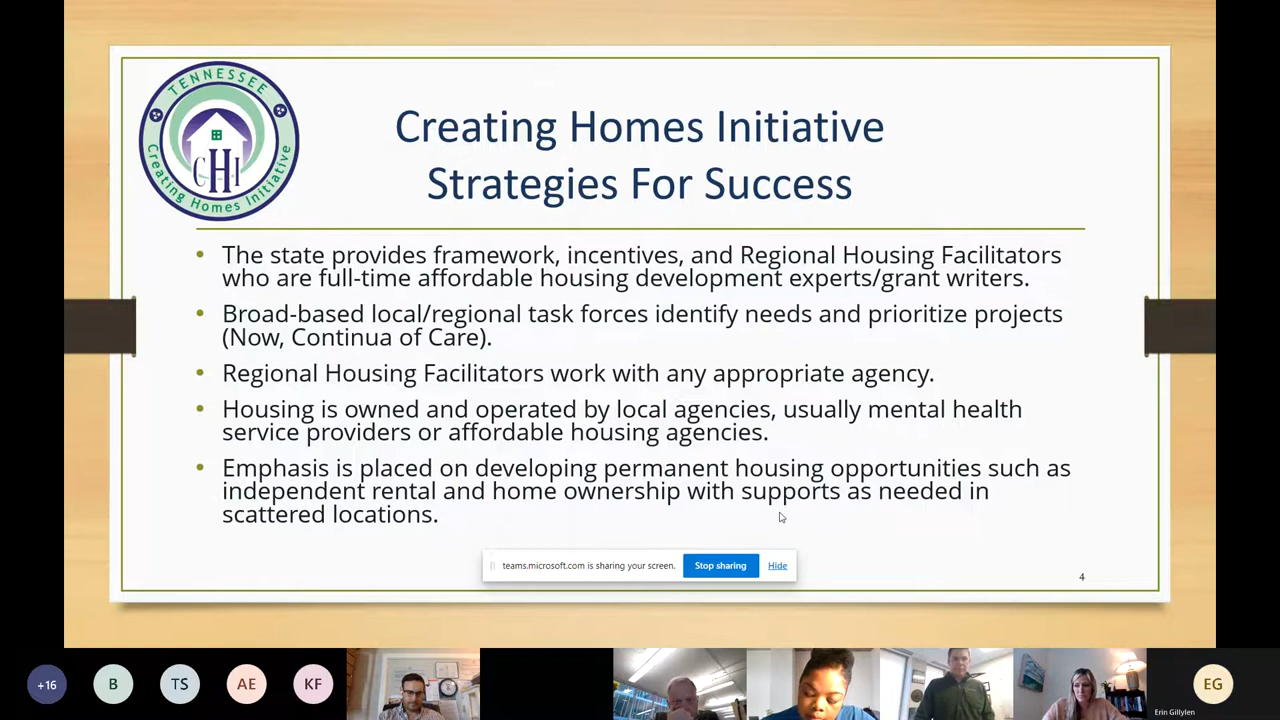 TENNESSEE
CHI
Creating Homes Initiative
Creating Homes Initiative
Strategies For Success
• The state provides framework, incentives, and Regional Housing Facilitators
who are full-time affordable housing development experts/grant writers.
• Broad-based local/regional task forces identify needs and prioritize projects
(Now, Continua of Care).
• Regional Housing Facilitators work with any appropriate agency.
• Housing is owned and operated by local agencies, usually mental health
service providers or affordable housing agencies.
• Emphasis is placed on developing permanent housing opportunities such as
independent rental and home ownership with supports as needed in
scattered locations.
teams.microsoft.com is sharing your screen. Stop sharing Hide
4
+16 B TS AE KF EG
Erin Gillylen